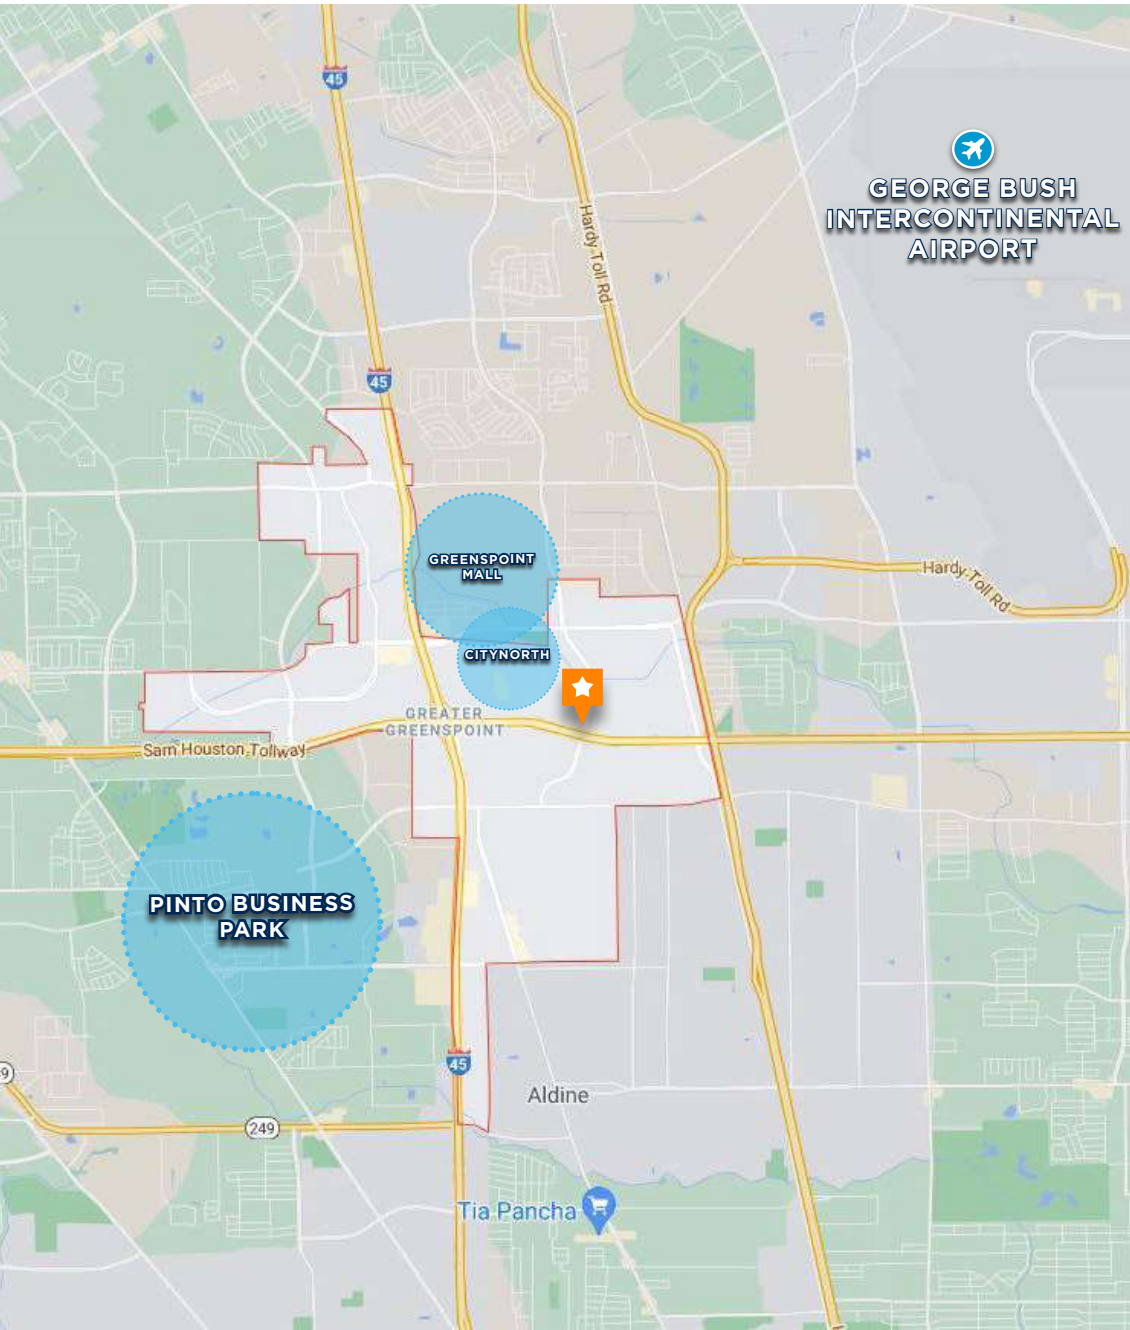 45
GEORGE BUSH
INTERCONTINENTAL
AIRPORT
Hardy Toll Rd
45
GREENSPOINT
MALL
Hardy Toll Rd
CITYNORTH
GREATER
GREENSPOINT
Sam Houston Tollway
PINTO BUSINESS
PARK
45
9
Aldine
249
Tia Pancha